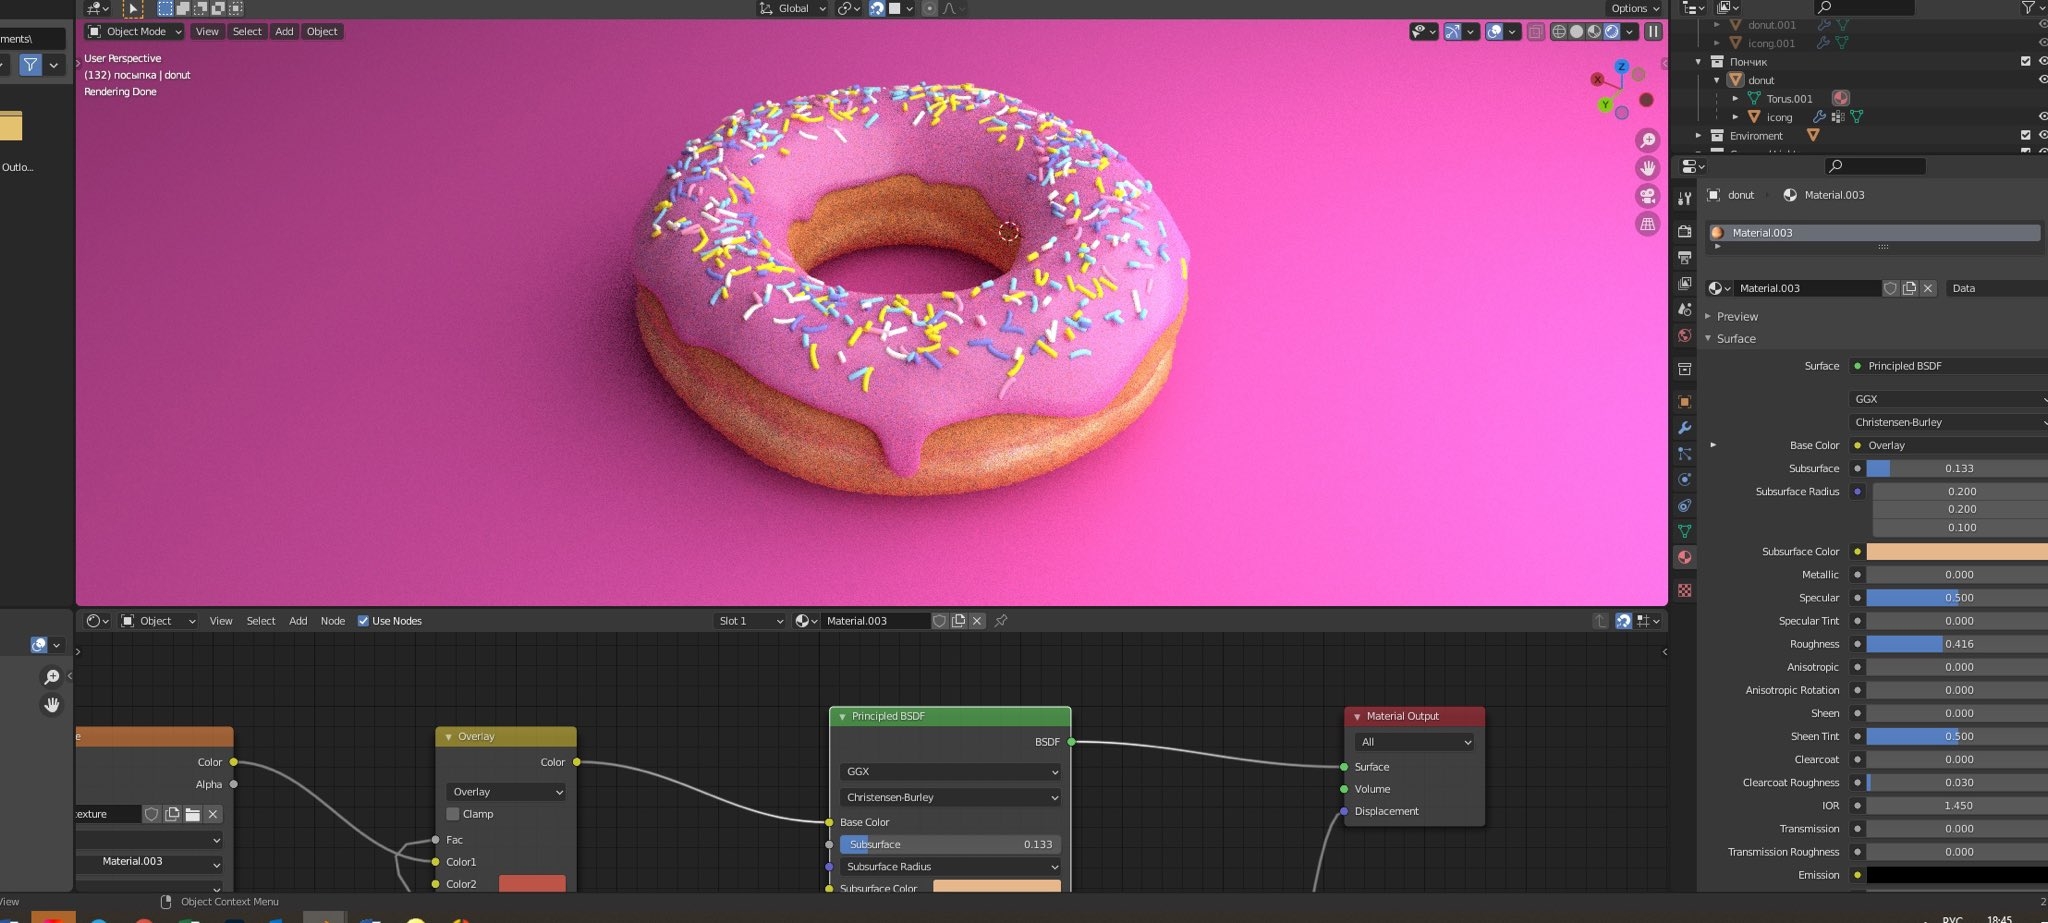 Global
Options
ments\
Object Mode
View
Select
Add
Object
User Perspective
(132) посыпка | donut
Rendering Done
X
Y
Z
Outlo...
donut.001
icong.001
Пончик
donut
Torus.001
icong
Enviroment
donut
Material.003
Material.003
Material.003
Data
Preview
Surface
Surface
Principled BSDF
GGX
Christensen-Burley
Base Color
Overlay
Subsurface
0.133
Subsurface Radius
0.200
0.200
0.100
Subsurface Color
Metallic
0.000
Specular
0.500
Specular Tint
0.000
Roughness
0.416
Anisotropic
0.000
Anisotropic Rotation
0.000
Sheen
0.000
Sheen Tint
0.500
Clearcoat
0.000
Clearcoat Roughness
0.030
IOR
1.450
Transmission
0.000
Transmission Roughness
0.000
Emission
Object
View
Select
Add
Node
Use Nodes
Slot 1
Material.003
e
Color
Alpha
exture
Material.003
Overlay
Color
Overlay
Clamp
Fac
Color1
Color2
Principled BSDF
BSDF
GGX
Christensen-Burley
Base Color
Subsurface
0.133
Subsurface Radius
Subsurface Color
Material Output
All
Surface
Volume
Displacement
View
Object Context Menu
2
РУС
18:45